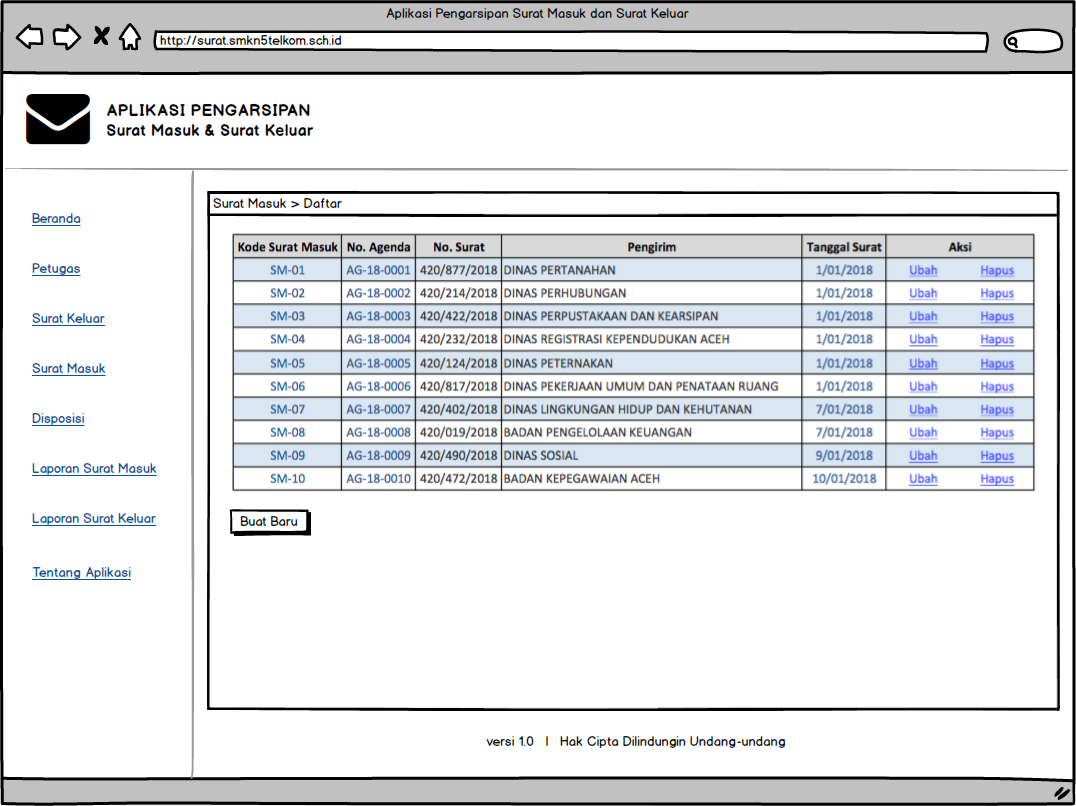 Aplikasi Pengarsipan Surat Masuk dan Surat Keluar
http://surat.smkn5telkom.sch.id
APLIKASI PENGARSIPAN
Surat Masuk & Surat Keluar
Beranda
Petugas
Surat Keluar
Surat Masuk
Disposisi
Laporan Surat Masuk
Laporan Surat Keluar
Tentang Aplikasi
Surat Masuk > Daftar
Kode Surat Masuk No. Agenda No. Surat Pengirim Tanggal Surat Aksi
SM-01 AG-18-0001 420/877/2018 DINAS PERTANAHAN 1/01/2018 Ubah Hapus
SM-02 AG-18-0002 420/214/2018 DINAS PERHUBUNGAN 1/01/2018 Ubah Hapus
SM-03 AG-18-0003 420/422/2018 DINAS PERPUSTAKAAN DAN KEARSIPAN 1/01/2018 Ubah Hapus
SM-04 AG-18-0004 420/232/2018 DINAS REGISTRASI KEPENDUDUKAN ACEH 1/01/2018 Ubah Hapus
SM-05 AG-18-0005 420/124/2018 DINAS PETERNAKAN 1/01/2018 Ubah Hapus
SM-06 AG-18-0006 420/817/2018 DINAS PEKERJAAN UMUM DAN PENATAAN RUANG 1/01/2018 Ubah Hapus
SM-07 AG-18-0007 420/402/2018 DINAS LINGKUNGAN HIDUP DAN KEHUTANAN 7/01/2018 Ubah Hapus
SM-08 AG-18-0008 420/019/2018 BADAN PENGELOLAAN KEUANGAN 7/01/2018 Ubah Hapus
SM-09 AG-18-0009 420/490/2018 DINAS SOSIAL 9/01/2018 Ubah Hapus
SM-10 AG-18-0010 420/472/2018 BADAN KEPEGAWAIAN ACEH 10/01/2018 Ubah Hapus
Buat Baru
versi 1.0 | Hak Cipta Dilindungin Undang-undang